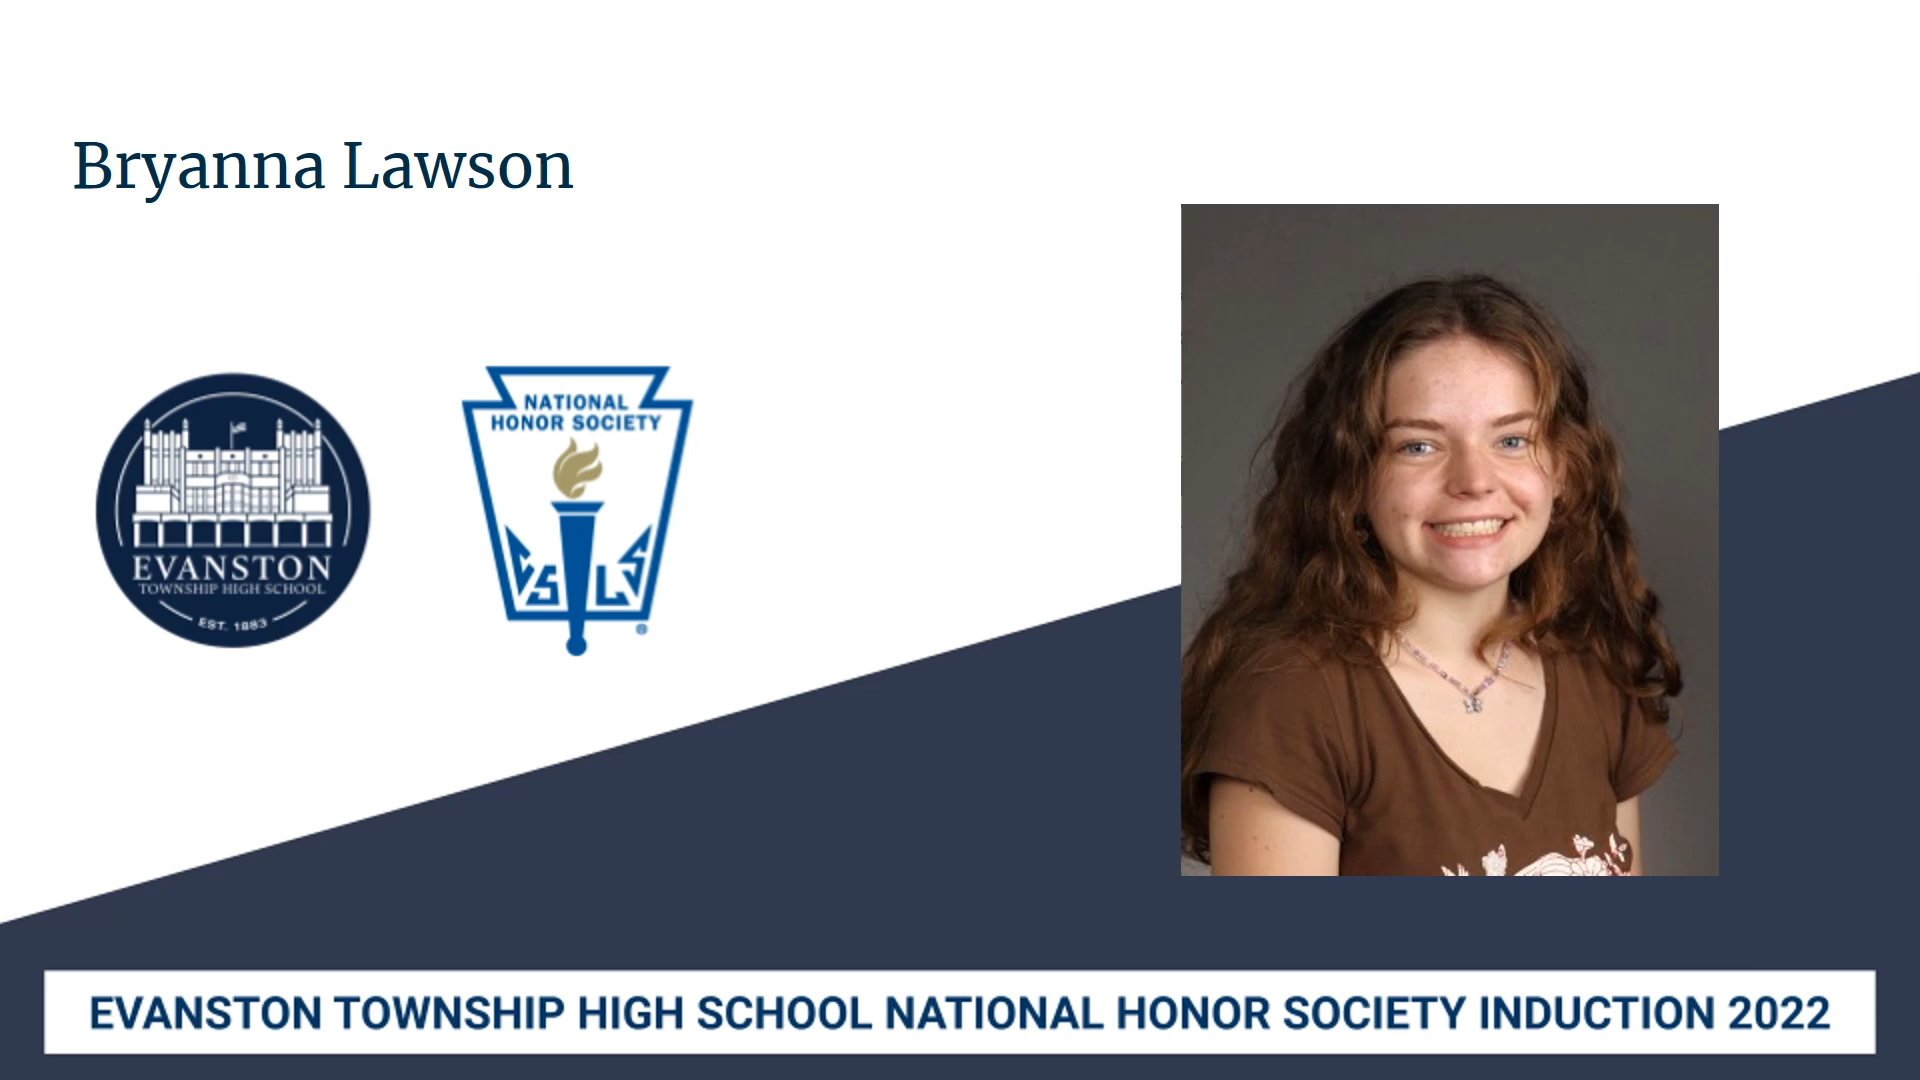 Bryanna Lawson
EVANSTON
TOWNSHIP HIGH SCHOOL
EST. 1883
NATIONAL
HONOR SOCIETY
C S L S
®
EVANSTON TOWNSHIP HIGH SCHOOL NATIONAL HONOR SOCIETY INDUCTION 2022